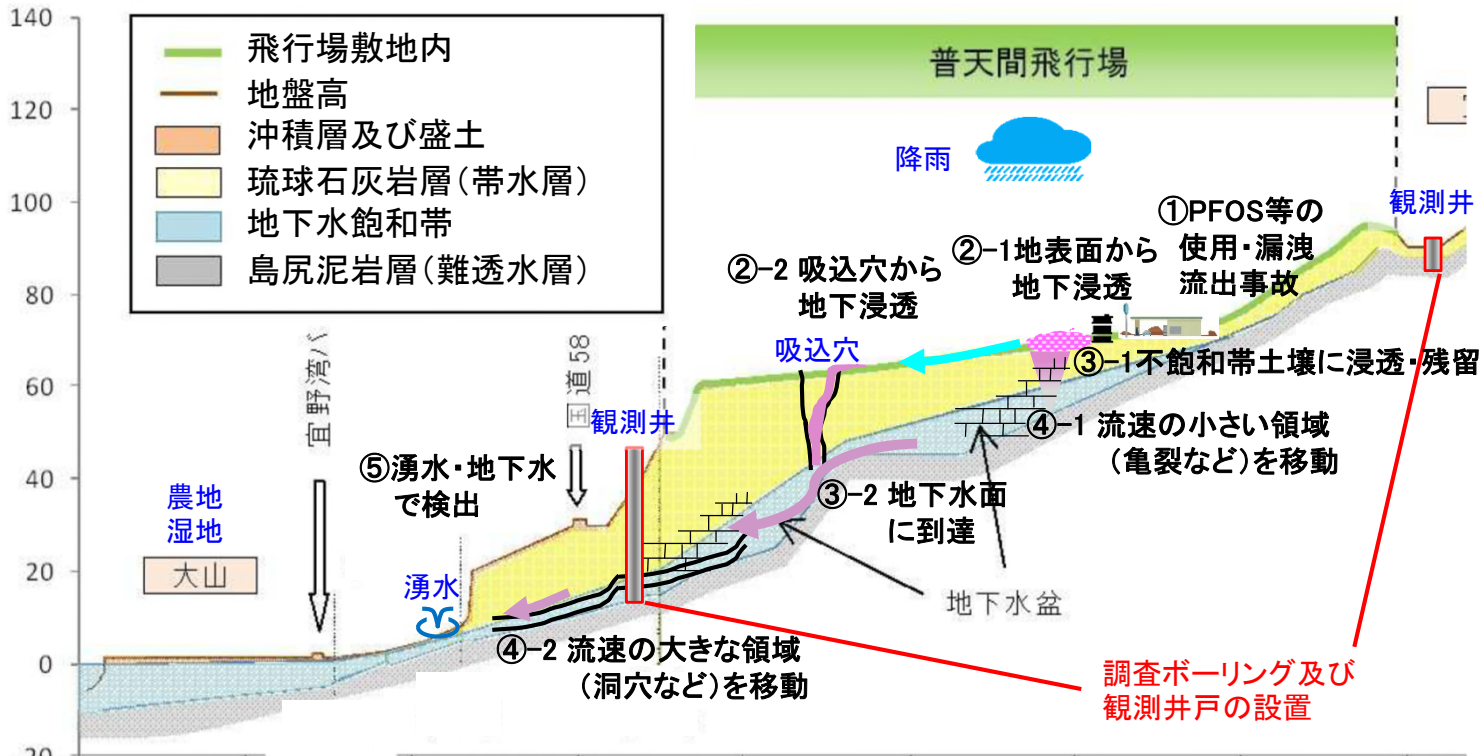 140
120
100
80
60
40
20
0
-20
飛行場敷地内
地盤高
沖積層及び盛土
琉球石灰岩層(帯水層)
地下水飽和帯
島尻泥岩層(難透水層)
普天間飛行場
降雨
観測井
①PFOS等の
使用・漏洩
流出事故
②-1地表面から
地下浸透
②-2 吸込穴から
地下浸透
吸込穴
③-1不飽和帯土壌に浸透・残留
④-1 流速の小さい領域
(亀裂など)を移動
③-2 地下水面
に到達
地下水盆
宜野湾バ
国道58
観測井
⑤湧水・地下水
で検出
農地
湿地
大山
湧水
④-2 流速の大きな領域
(洞穴など)を移動
調査ボーリング及び
観測井戸の設置